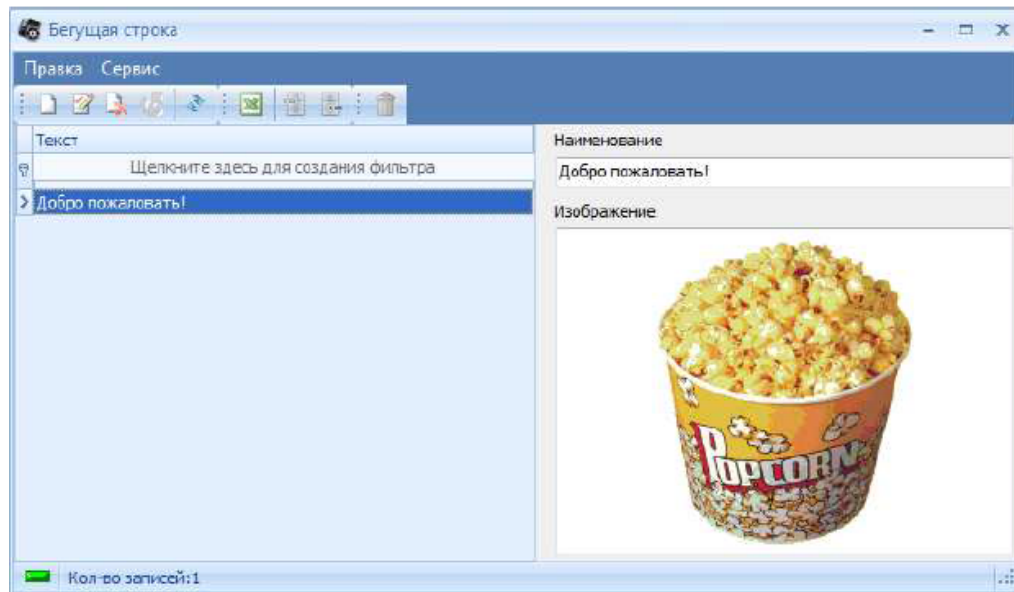 Бегущая строка
Правка Сервис
Текст
Щелкните здесь для создания фильтра
Добро пожаловать!
Наименование
Добро пожаловать!
Изображение
POPCORN
Кол-во записей:1